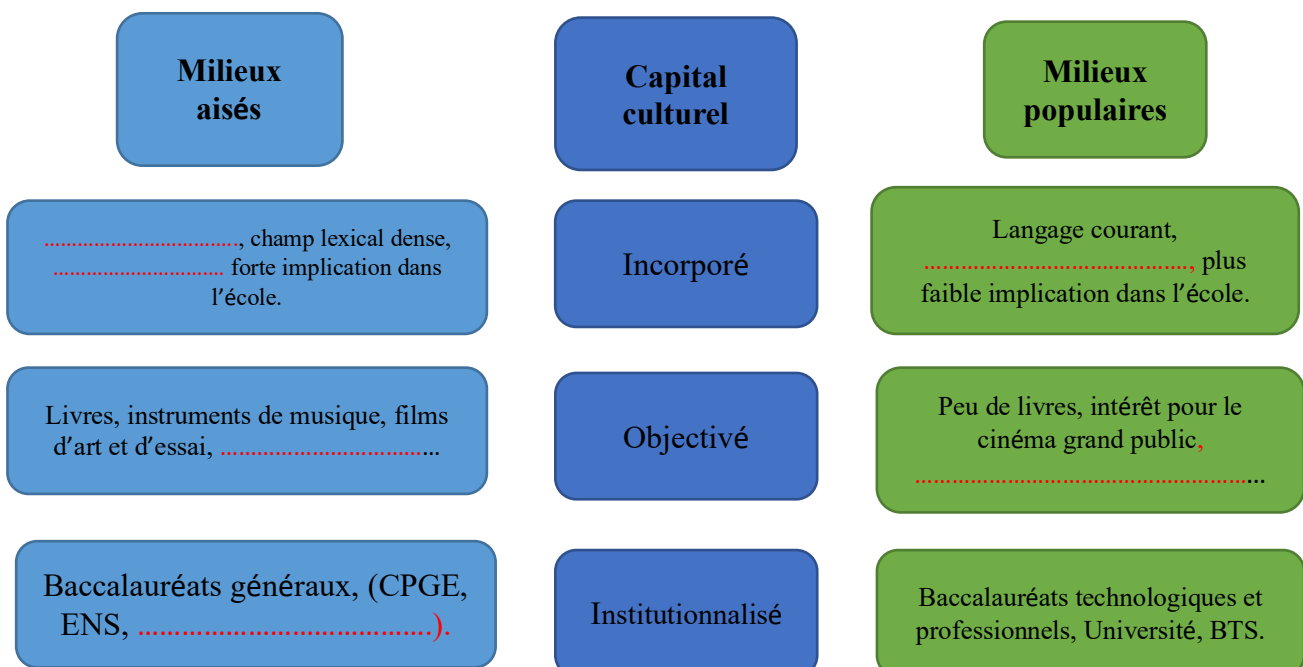 Milieux
aisés
Capital
culturel
Milieux
populaires
……………………………., champ lexical dense,
………………………… forte implication dans
l’école.
Incorporé
Langage courant,
……………………………………., plus
faible implication dans l’école.
Livres, instruments de musique, films
d’art et d’essai, ……………………………...
Objectivé
Peu de livres, intérêt pour le
cinéma grand public,
…………………………………………………...
Baccalauréats généraux, (CPGE,
ENS, ………………………………….).
Institutionnalisé
Baccalauréats technologiques et
professionnels, Université, BTS.